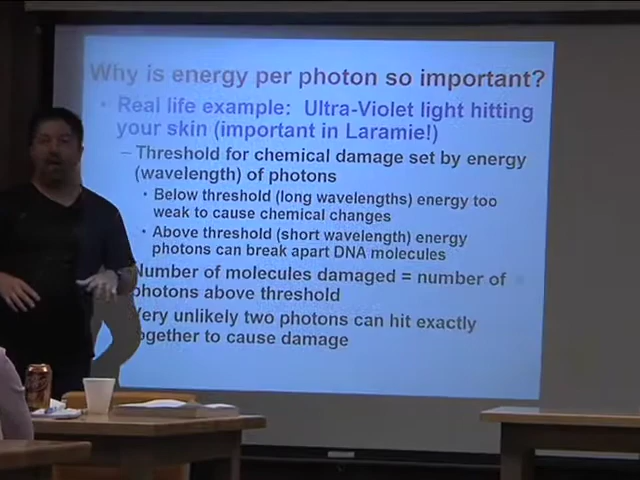 Why is energy per photon so important?
• Real life example: Ultra-Violet light hitting
your skin (important in Laramie!)
– Threshold for chemical damage set by energy
(wavelength) of photons
• Below threshold (long wavelengths) energy too
weak to cause chemical changes
• Above threshold (short wavelength) energy
photons can break apart DNA molecules
Number of molecules damaged = number of
photons above threshold
Very unlikely two photons can hit exactly
together to cause damage